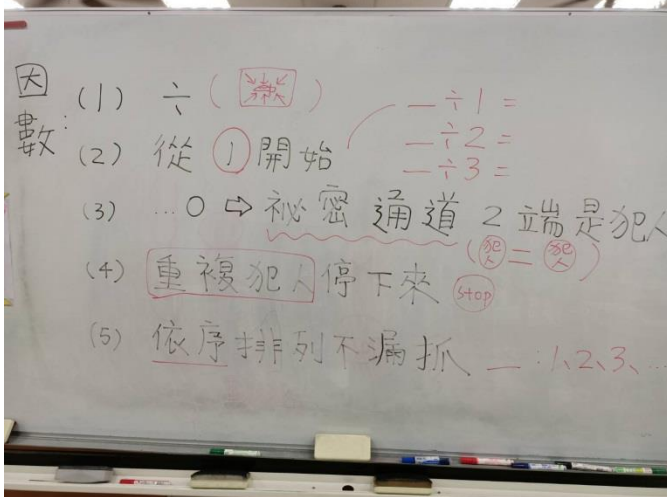 因數:
(1) ÷( )
_÷1=
(2) 從①開始
_÷2=
_÷3=
(3) …0⇨祕密通道2端是犯人
(犯人=犯人)
(4) 重複犯人停下來 stop
(5) 依序排列不漏抓 _:1、2、3、…